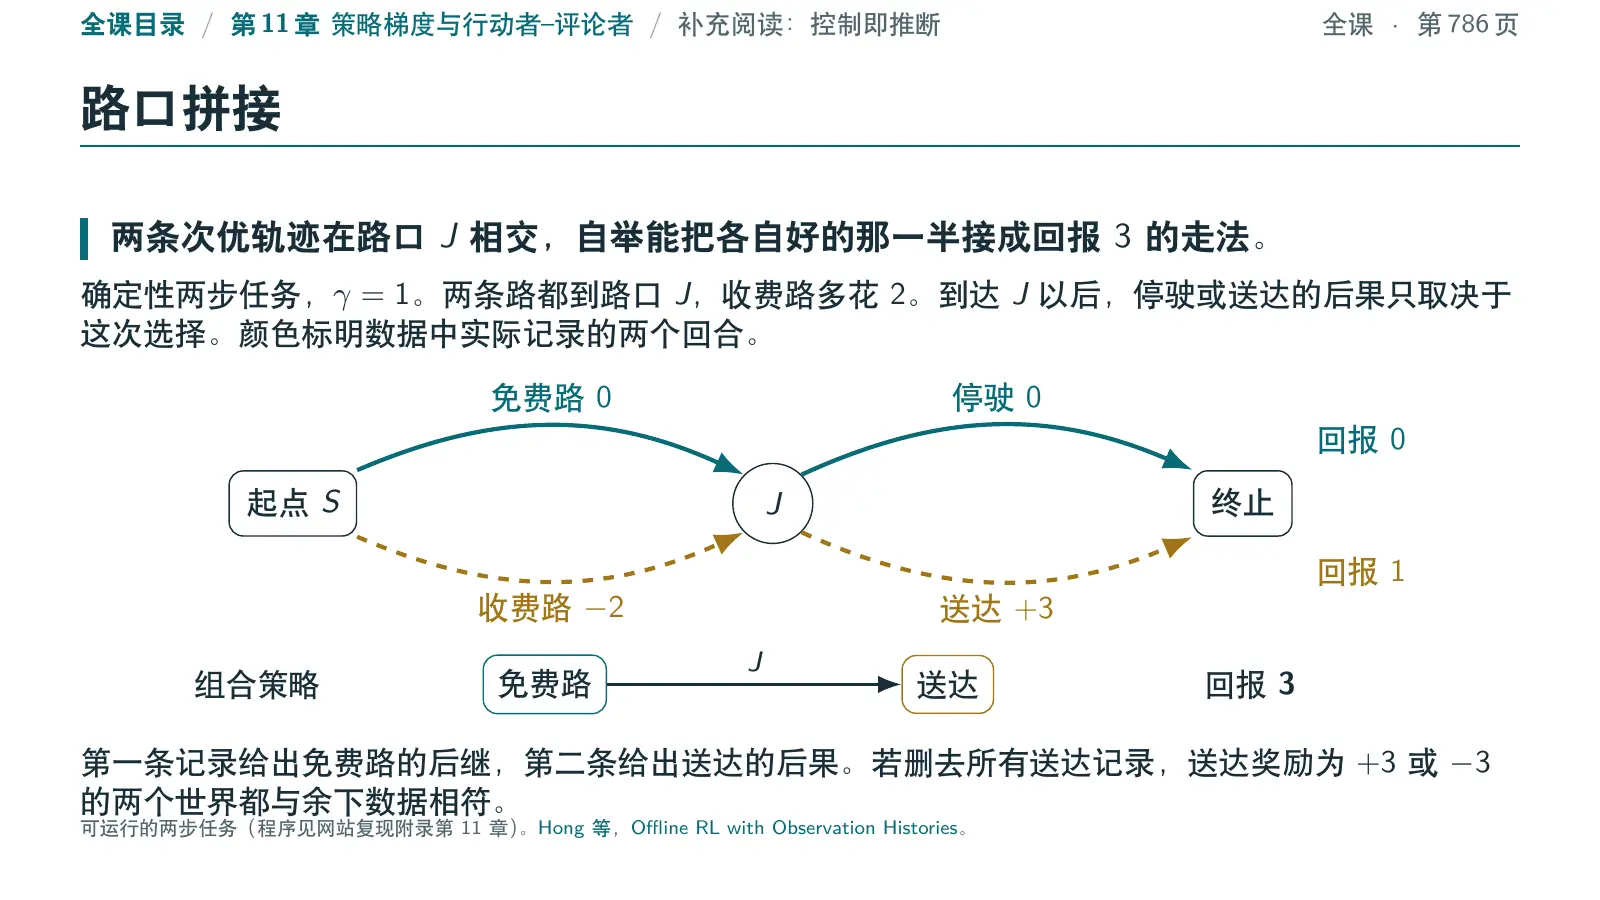 全课目录 / 第 11 章 策略梯度与行动者–评论者 / 补充阅读：控制即推断
全课 · 第 786 页
路口拼接
两条次优轨迹在路口 J 相交，自举能把各自好的那一半接成回报 3 的走法。
确定性两步任务，γ = 1。两条路都到路口 J，收费路多花 2。到达 J 以后，停驶或送达的后果只取决于
这次选择。颜色标明数据中实际记录的两个回合。
免费路 0
停驶 0
回报 0
起点 S
J
终止
回报 1
收费路 −2
送达 +3
组合策略
免费路
J
送达
回报 3
第一条记录给出免费路的后继，第二条给出送达的后果。若删去所有送达记录，送达奖励为 +3 或 −3
的两个世界都与余下数据相符。
可运行的两步任务（程序见网站复现附录第 11 章）。Hong 等，Offline RL with Observation Histories。